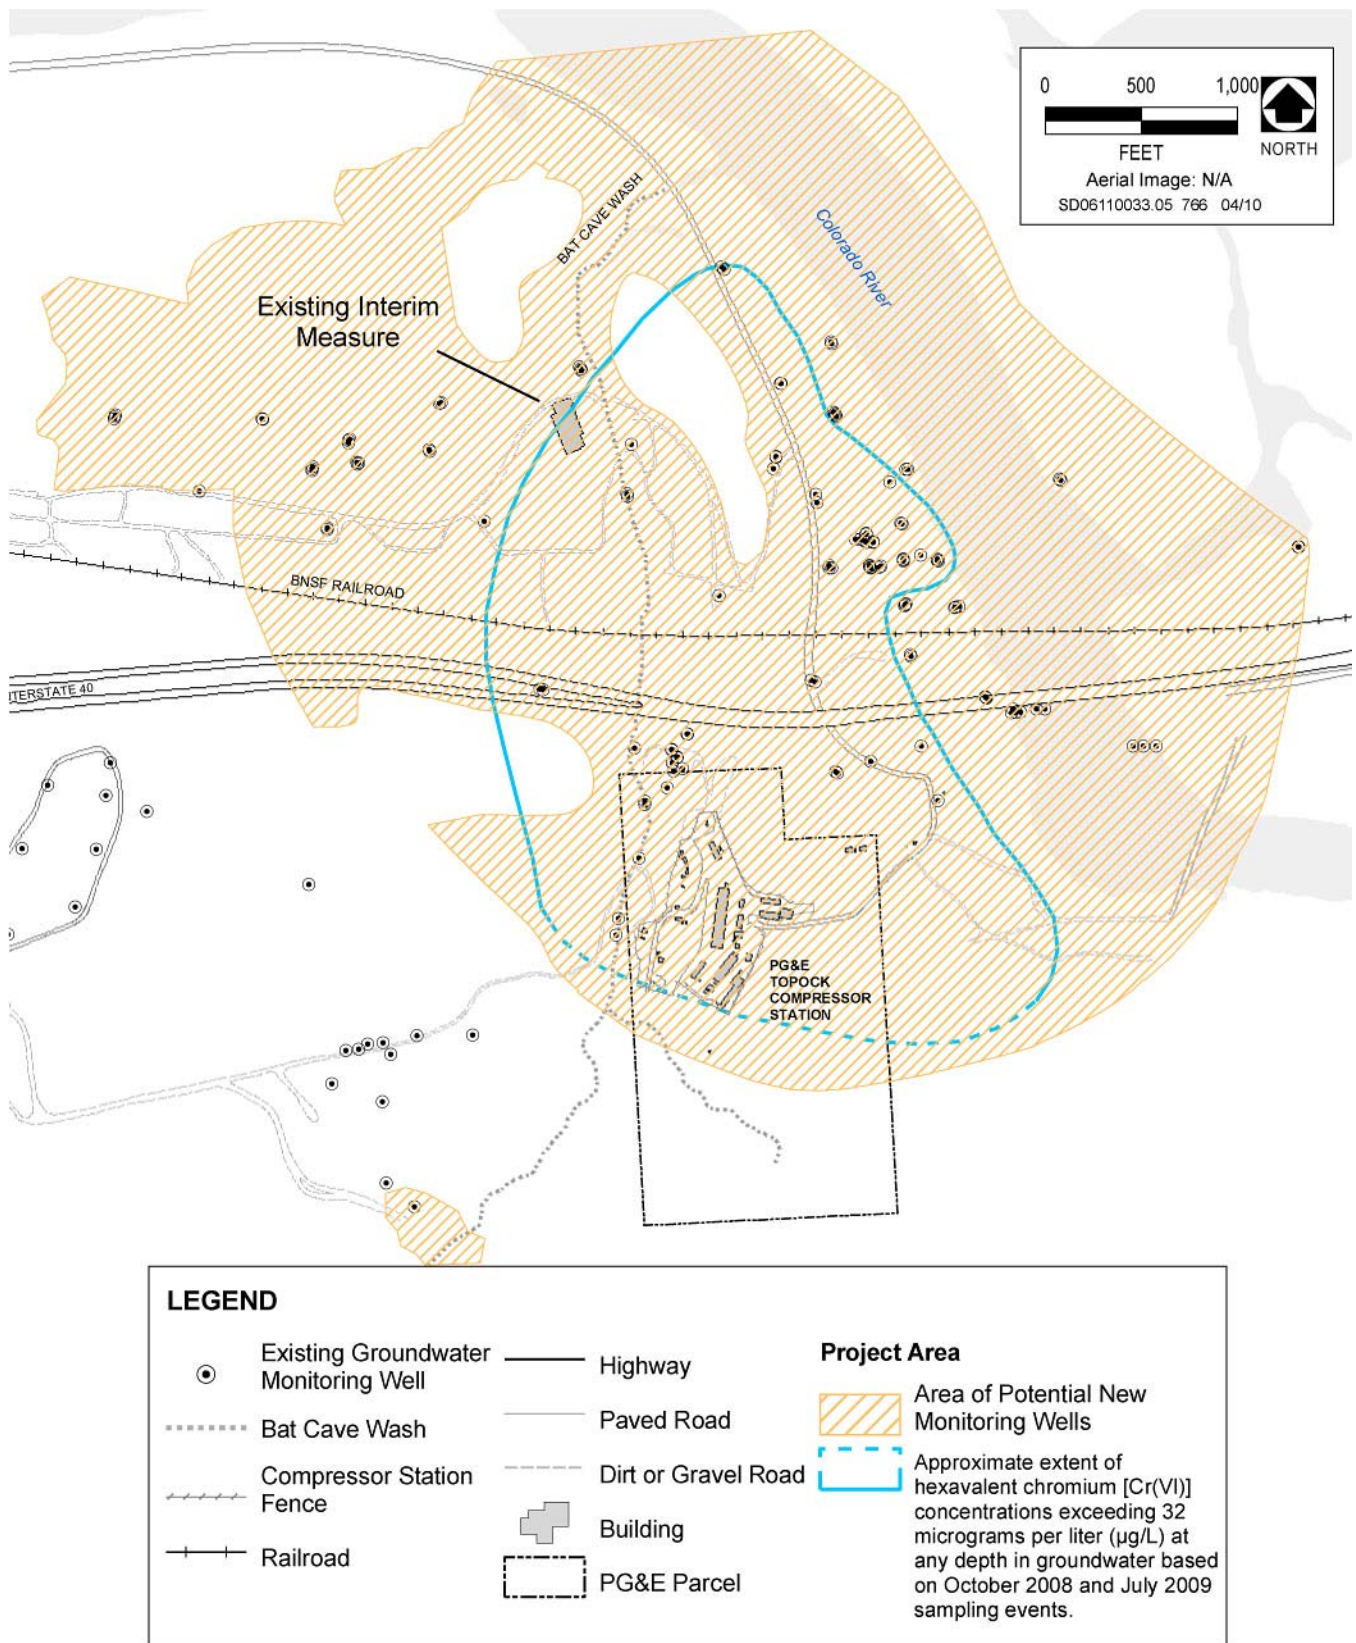 0 500 1,000
FEET
NORTH
Aerial Image: N/A
SD06110033.05 766 04/10
BAT CAVE WASH
Colorado River
Existing Interim
Measure
BNSF RAILROAD
NTERSTATE 40
PG&E
TOPOCK
COMPRESSOR
STATION
LEGEND
Existing Groundwater
Monitoring Well
Bat Cave Wash
Compressor Station
Fence
Railroad
Highway
Paved Road
Dirt or Gravel Road
Building
PG&E Parcel
Project Area
Area of Potential New
Monitoring Wells
Approximate extent of
hexavalent chromium [Cr(VI)]
concentrations exceeding 32
micrograms per liter (µg/L) at
any depth in groundwater based
on October 2008 and July 2009
sampling events.